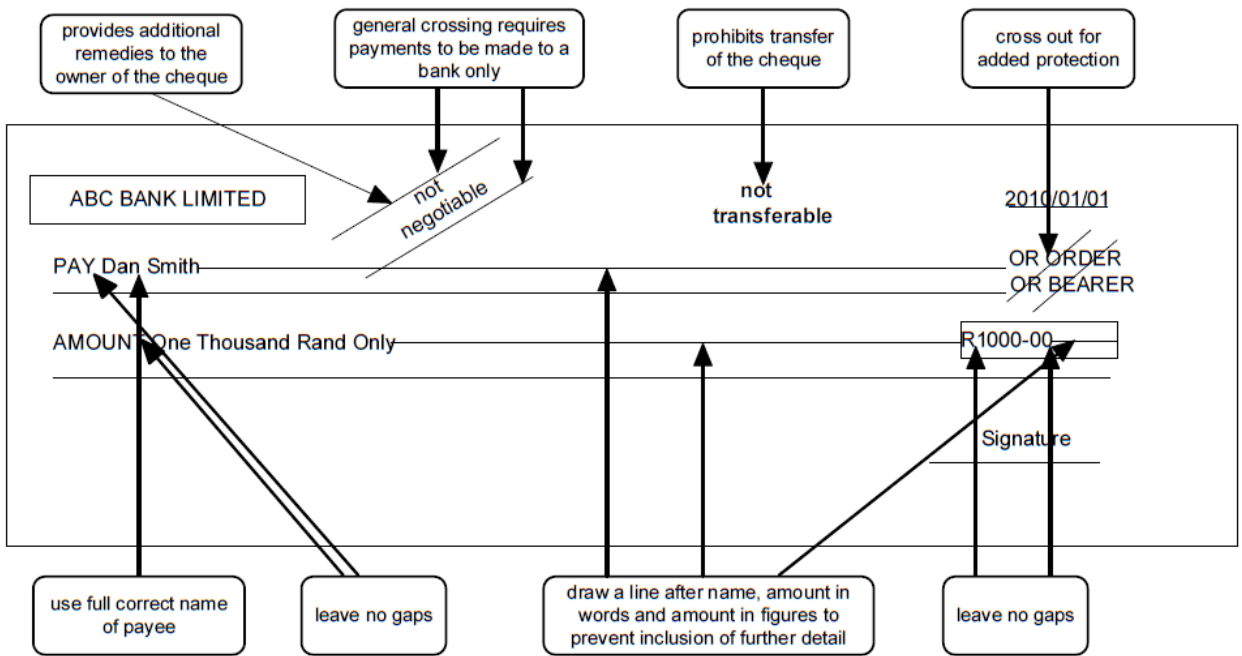 provides additional
remedies to the
owner of the cheque
general crossing requires
payments to be made to a
bank only
prohibits transfer
of the cheque
cross out for
added protection
ABC BANK LIMITED
not
negotiable
not
transferable
2010/01/01
PAY Dan Smith
OR ORDER
OR BEARER
AMOUNT One Thousand Rand Only
R1000-00
Signature
use full correct name
of payee
leave no gaps
draw a line after name, amount in
words and amount in figures to
prevent inclusion of further detail
leave no gaps